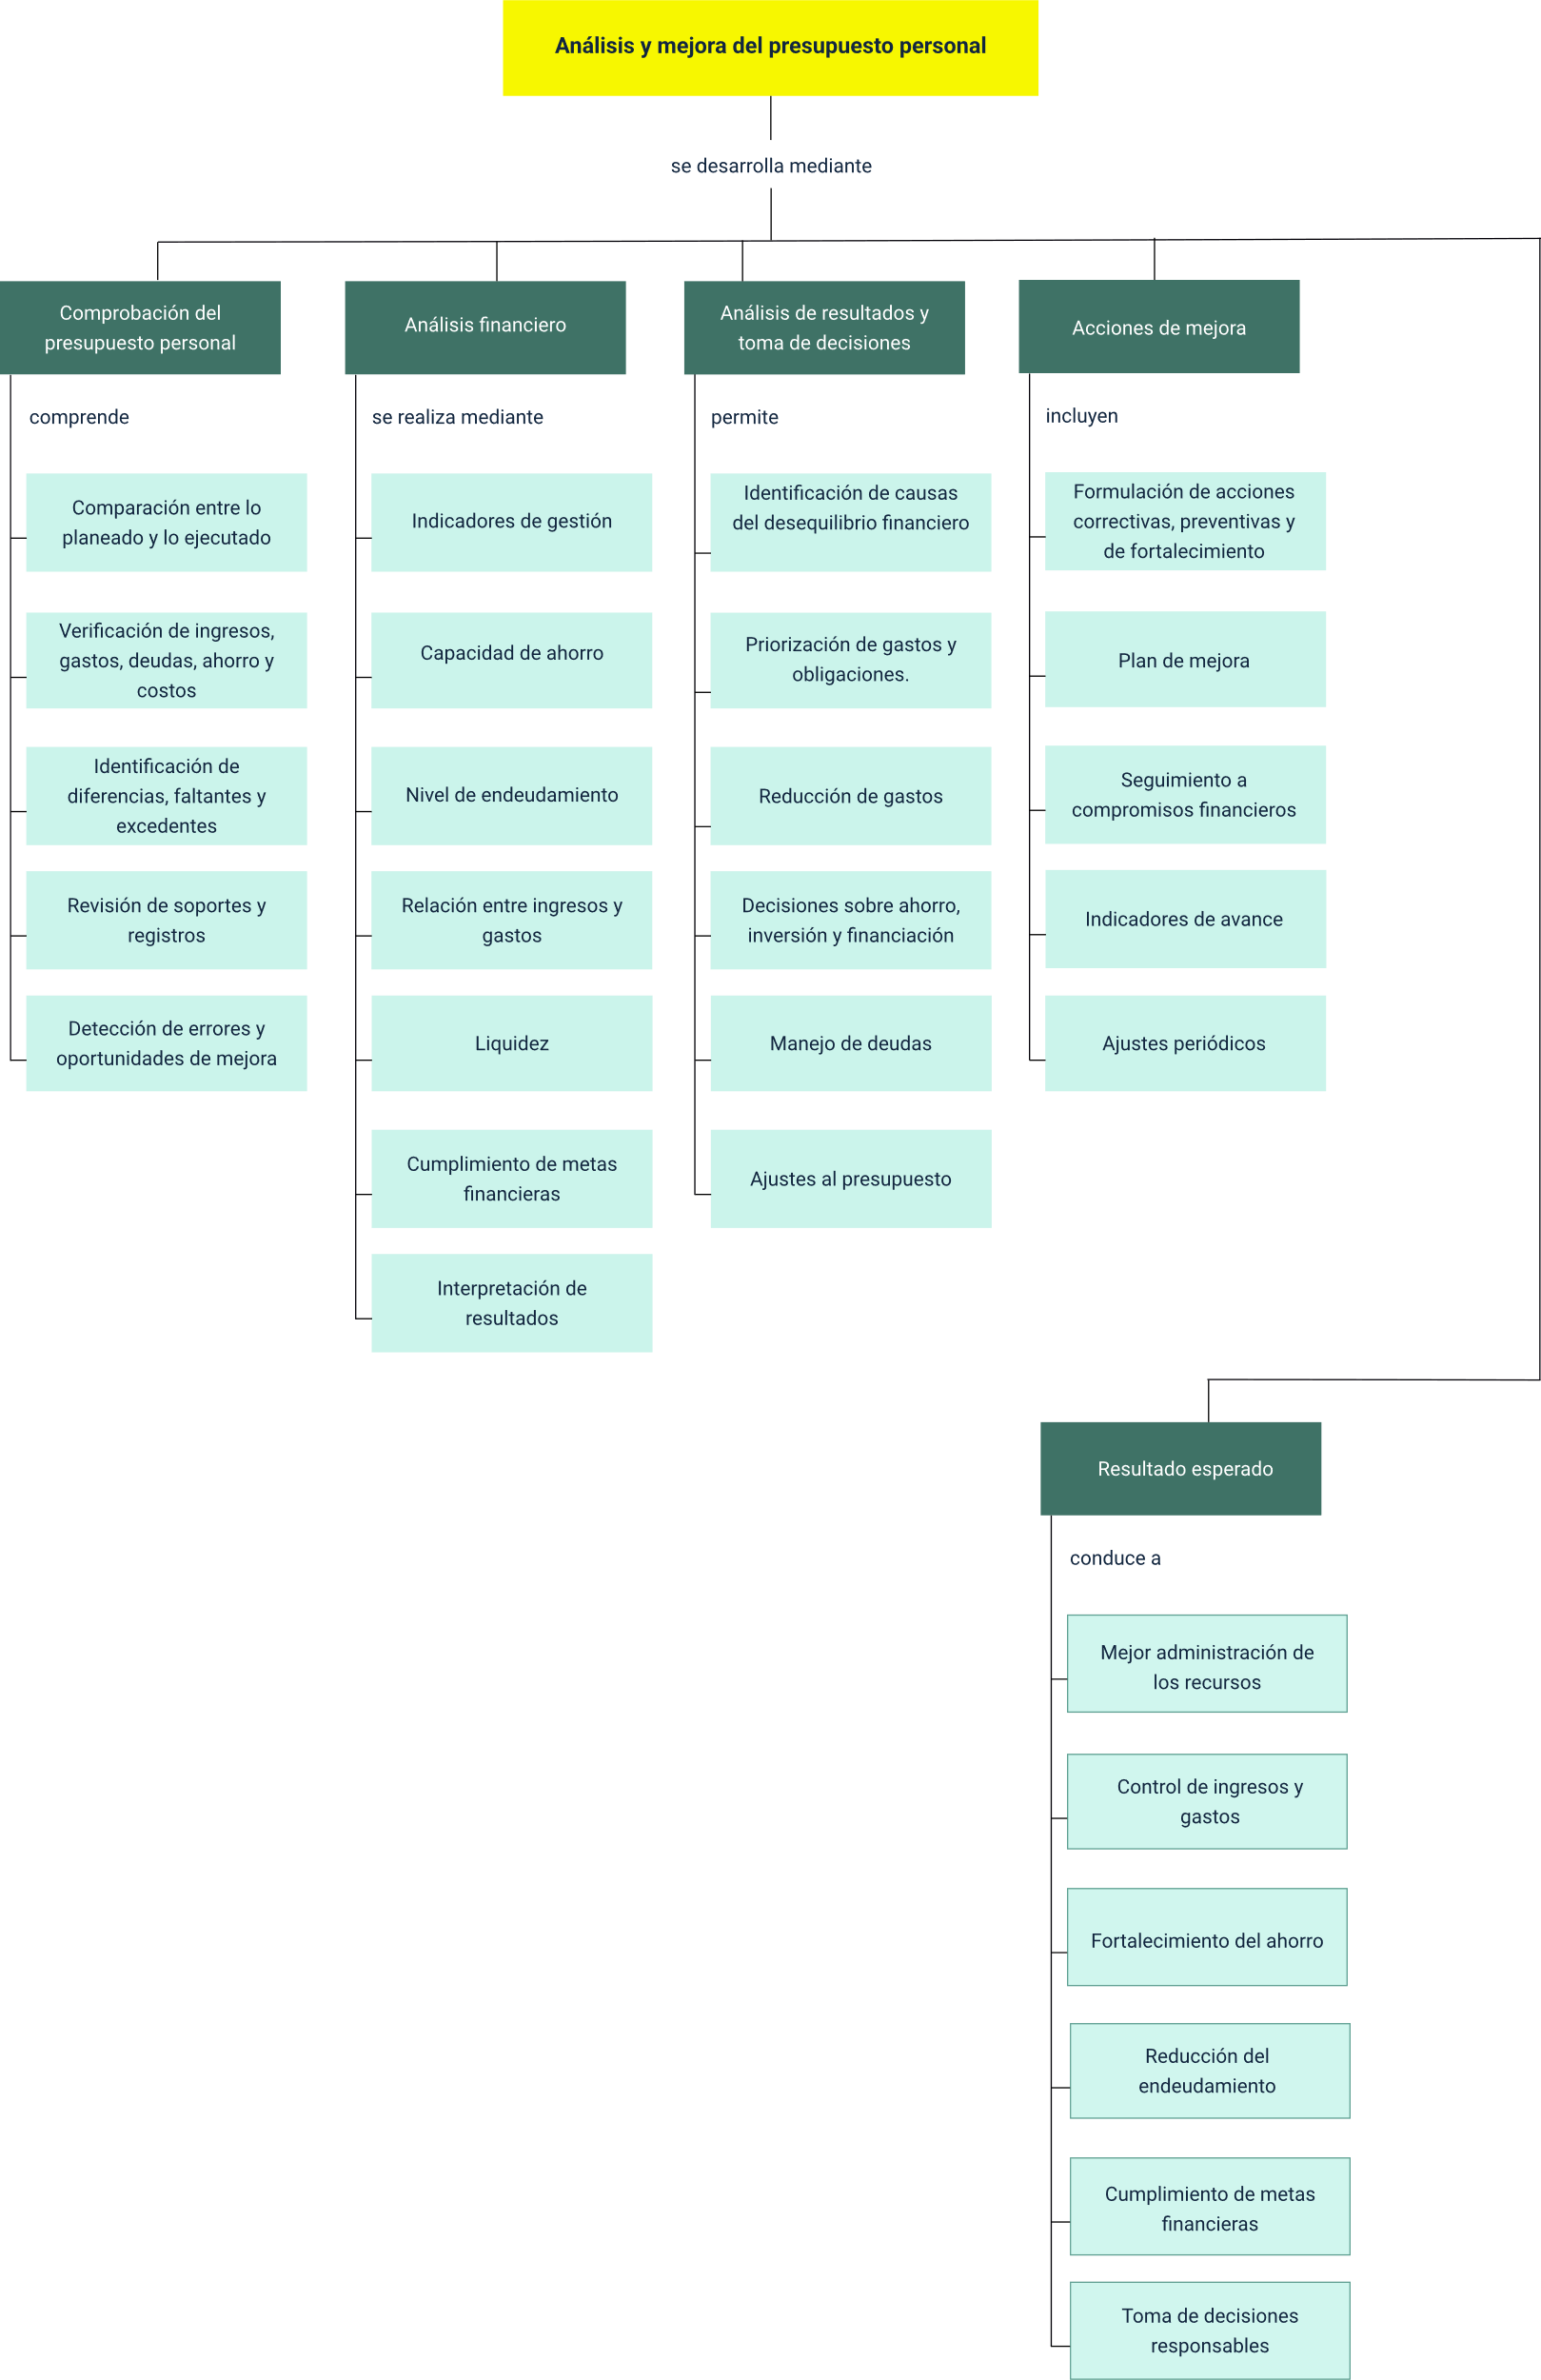 Análisis y mejora del presupuesto personal
se desarrolla mediante
Comprobación del
presupuesto personal
comprende
Comparación entre lo
planeado y lo ejecutado
Verificación de ingresos,
gastos, deudas, ahorro y
costos
Identificación de
diferencias, faltantes y
excedentes
Revisión de soportes y
registros
Detección de errores y
oportunidades de mejora
Análisis financiero
se realiza mediante
Indicadores de gestión
Capacidad de ahorro
Nivel de endeudamiento
Relación entre ingresos y
gastos
Liquidez
Cumplimiento de metas
financieras
Interpretación de
resultados
Análisis de resultados y
toma de decisiones
permite
Identificación de causas
del desequilibrio financiero
Priorización de gastos y
obligaciones.
Reducción de gastos
Decisiones sobre ahorro,
inversión y financiación
Manejo de deudas
Ajustes al presupuesto
Acciones de mejora
incluyen
Formulación de acciones
correctivas, preventivas y
de fortalecimiento
Plan de mejora
Seguimiento a
compromisos financieros
Indicadores de avance
Ajustes periódicos
Resultado esperado
conduce a
Mejor administración de
los recursos
Control de ingresos y
gastos
Fortalecimiento del ahorro
Reducción del
endeudamiento
Cumplimiento de metas
financieras
Toma de decisiones
responsables